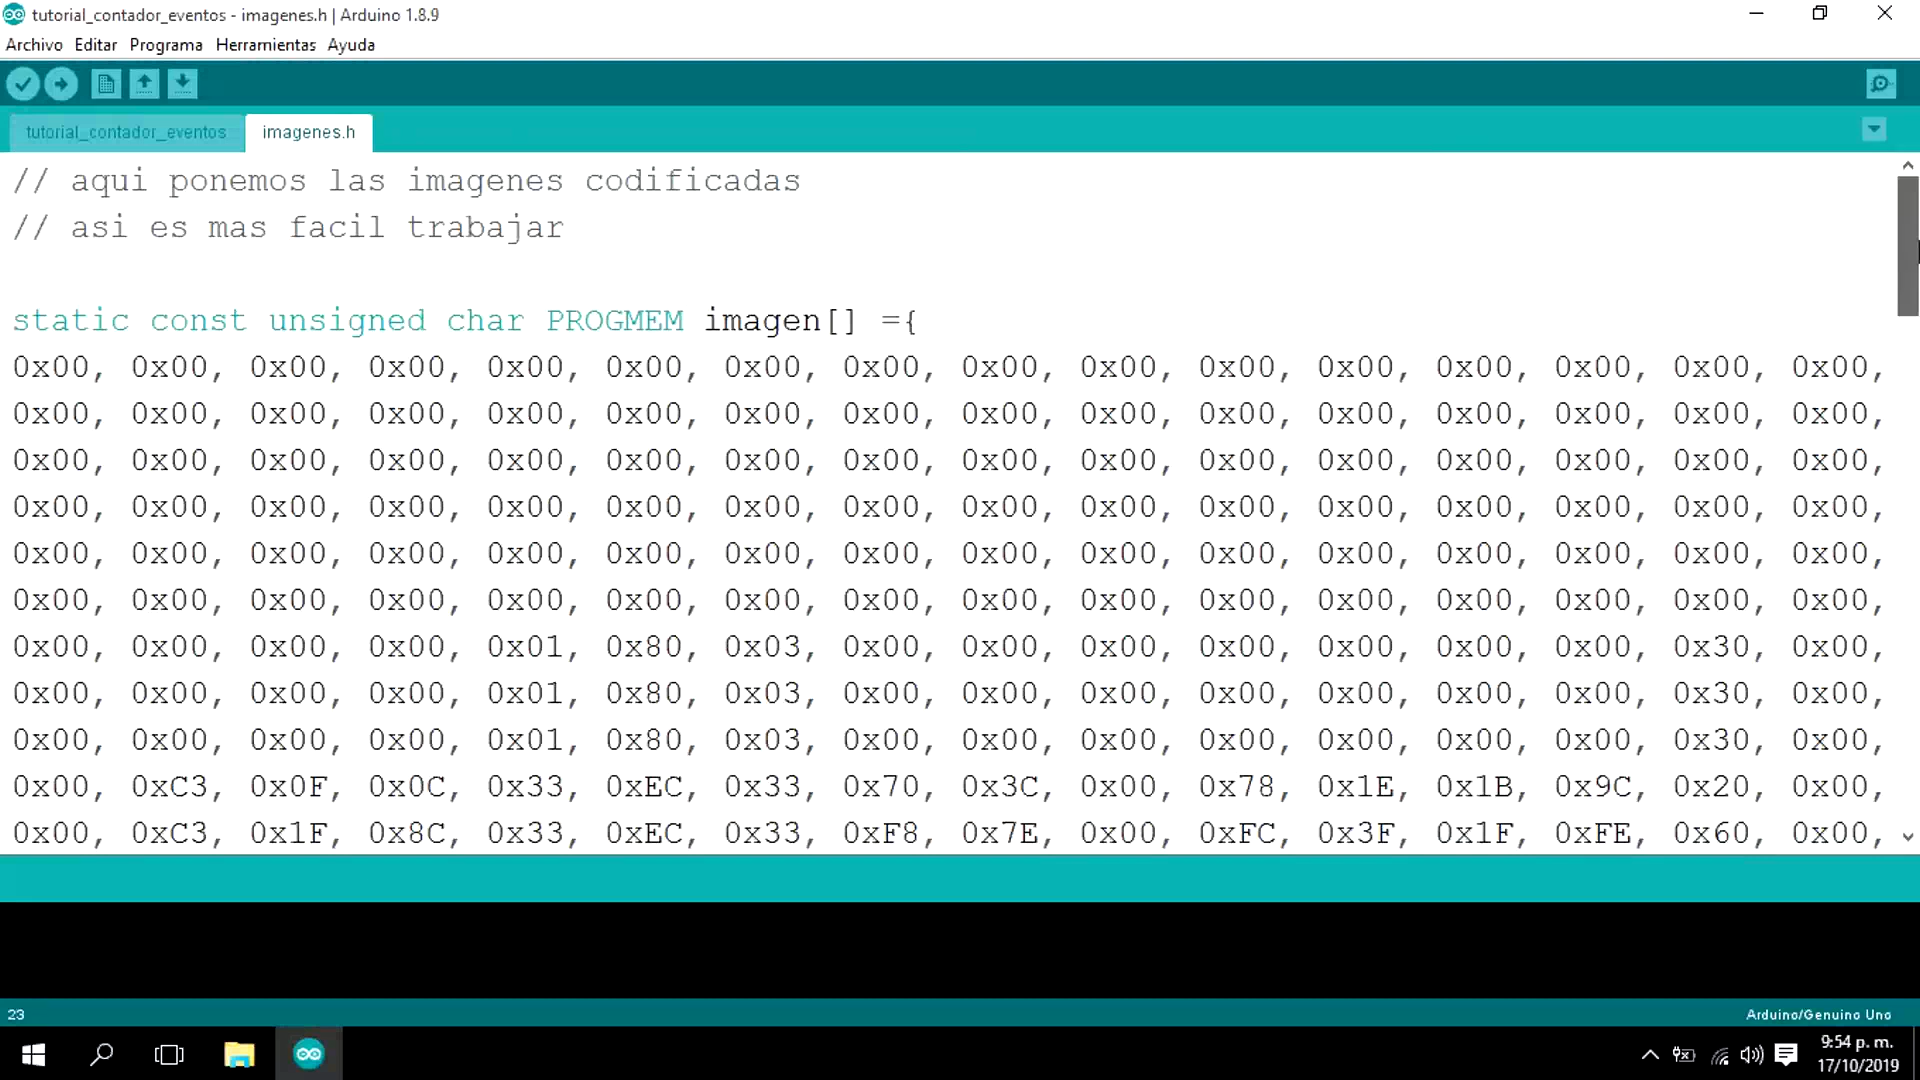 tutorial_contador_eventos - imagenes.h | Arduino 1.8.9
Archivo Editar Programa Herramientas Ayuda
tutorial_contador_eventos imagenes.h
// aqui ponemos las imagenes codificadas
// asi es mas facil trabajar
static const unsigned char PROGMEM imagen[] ={
0x00, 0x00, 0x00, 0x00, 0x00, 0x00, 0x00, 0x00, 0x00, 0x00, 0x00, 0x00, 0x00, 0x00, 0x00, 0x00,
0x00, 0x00, 0x00, 0x00, 0x00, 0x00, 0x00, 0x00, 0x00, 0x00, 0x00, 0x00, 0x00, 0x00, 0x00, 0x00,
0x00, 0x00, 0x00, 0x00, 0x00, 0x00, 0x00, 0x00, 0x00, 0x00, 0x00, 0x00, 0x00, 0x00, 0x00, 0x00,
0x00, 0x00, 0x00, 0x00, 0x00, 0x00, 0x00, 0x00, 0x00, 0x00, 0x00, 0x00, 0x00, 0x00, 0x00, 0x00,
0x00, 0x00, 0x00, 0x00, 0x00, 0x00, 0x00, 0x00, 0x00, 0x00, 0x00, 0x00, 0x00, 0x00, 0x00, 0x00,
0x00, 0x00, 0x00, 0x00, 0x00, 0x00, 0x00, 0x00, 0x00, 0x00, 0x00, 0x00, 0x00, 0x00, 0x00, 0x00,
0x00, 0x00, 0x00, 0x00, 0x01, 0x80, 0x03, 0x00, 0x00, 0x00, 0x00, 0x00, 0x00, 0x00, 0x30, 0x00,
0x00, 0x00, 0x00, 0x00, 0x01, 0x80, 0x03, 0x00, 0x00, 0x00, 0x00, 0x00, 0x00, 0x00, 0x30, 0x00,
0x00, 0x00, 0x00, 0x00, 0x01, 0x80, 0x03, 0x00, 0x00, 0x00, 0x00, 0x00, 0x00, 0x00, 0x30, 0x00,
0x00, 0xC3, 0x0F, 0x0C, 0x33, 0xEC, 0x33, 0x70, 0x3C, 0x00, 0x78, 0x1E, 0x1B, 0x9C, 0x20, 0x00,
0x00, 0xC3, 0x1F, 0x8C, 0x33, 0xEC, 0x33, 0xF8, 0x7E, 0x00, 0xFC, 0x3F, 0x1F, 0xFE, 0x60, 0x00,
23
Arduino/Genuino Uno
9:54 p. m.
17/10/2019